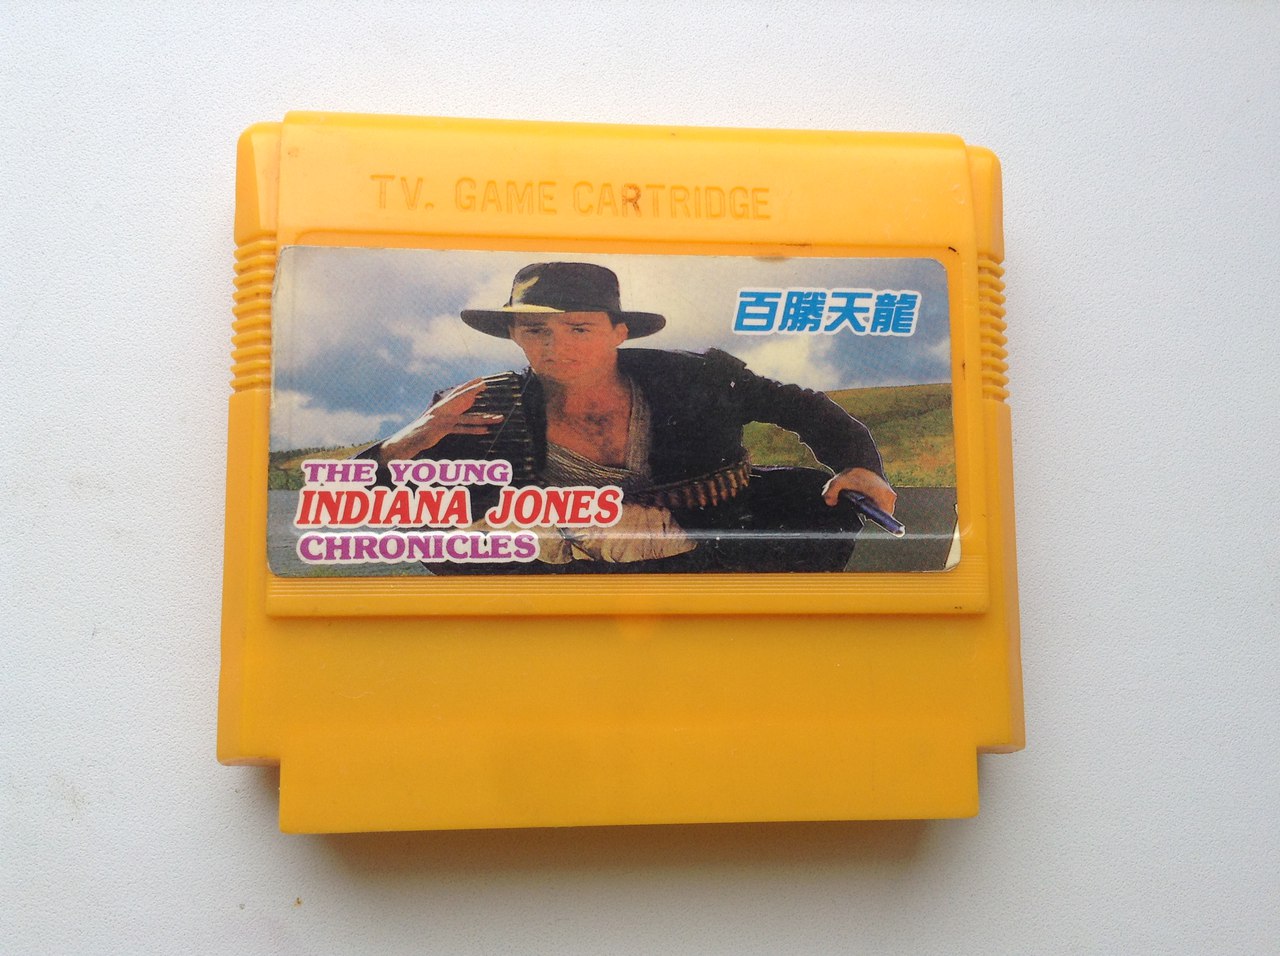 TV. GAME CARTRIDGE
百勝天龍
THE YOUNG
INDIANA JONES
CHRONICLES